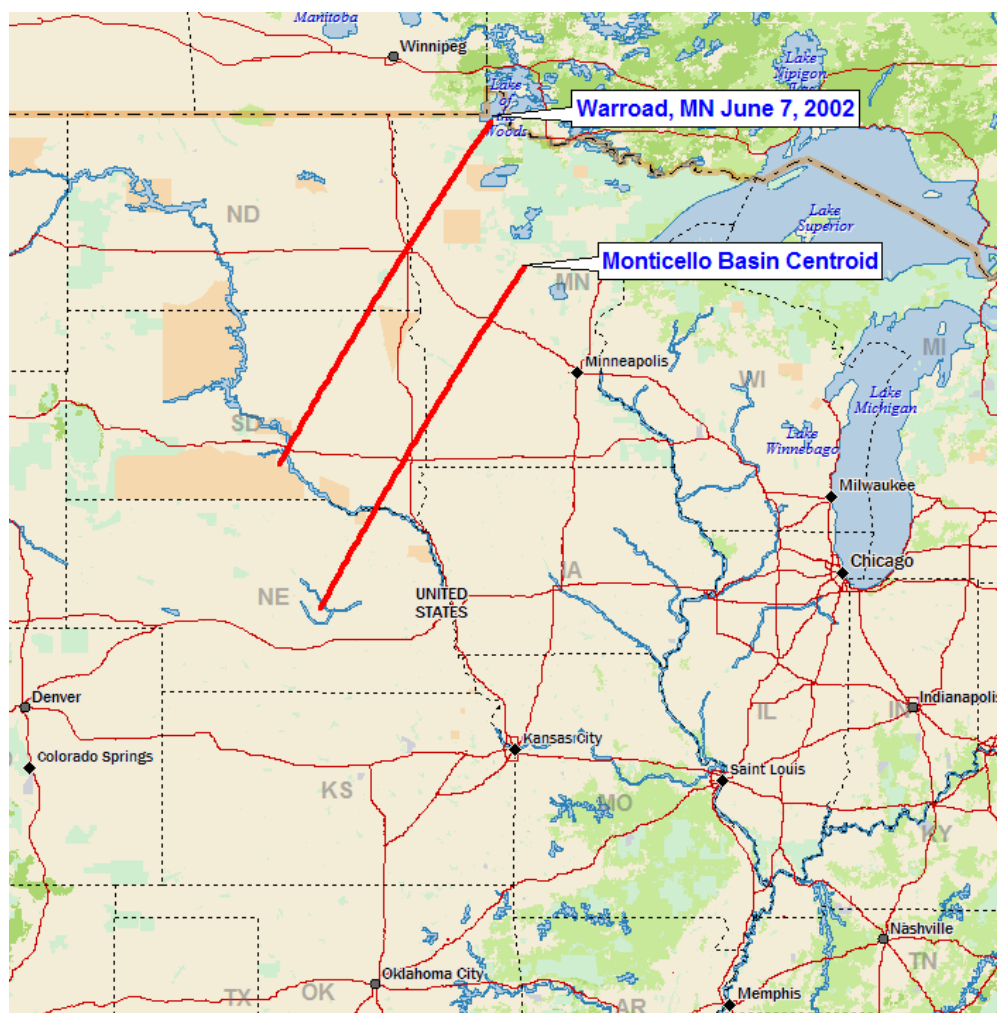 Manitoba
Winnipeg
Lake
Nipigon
Lake
of
the
Woods
Warroad, MN June 7, 2002
ND
Lake
Superior
Monticello Basin Centroid
MN
Minneapolis
WI
MI
Lake
Michigan
SD
Lake
Winnebago
Milwaukee
Chicago
IA
NE
UNITED
STATES
Denver
Indianapolis
IL
IN
Kansas City
Colorado Springs
Saint Louis
KS
MO
KY
Nashville
TN
Oklahoma City
TX
OK
Memphis
AR